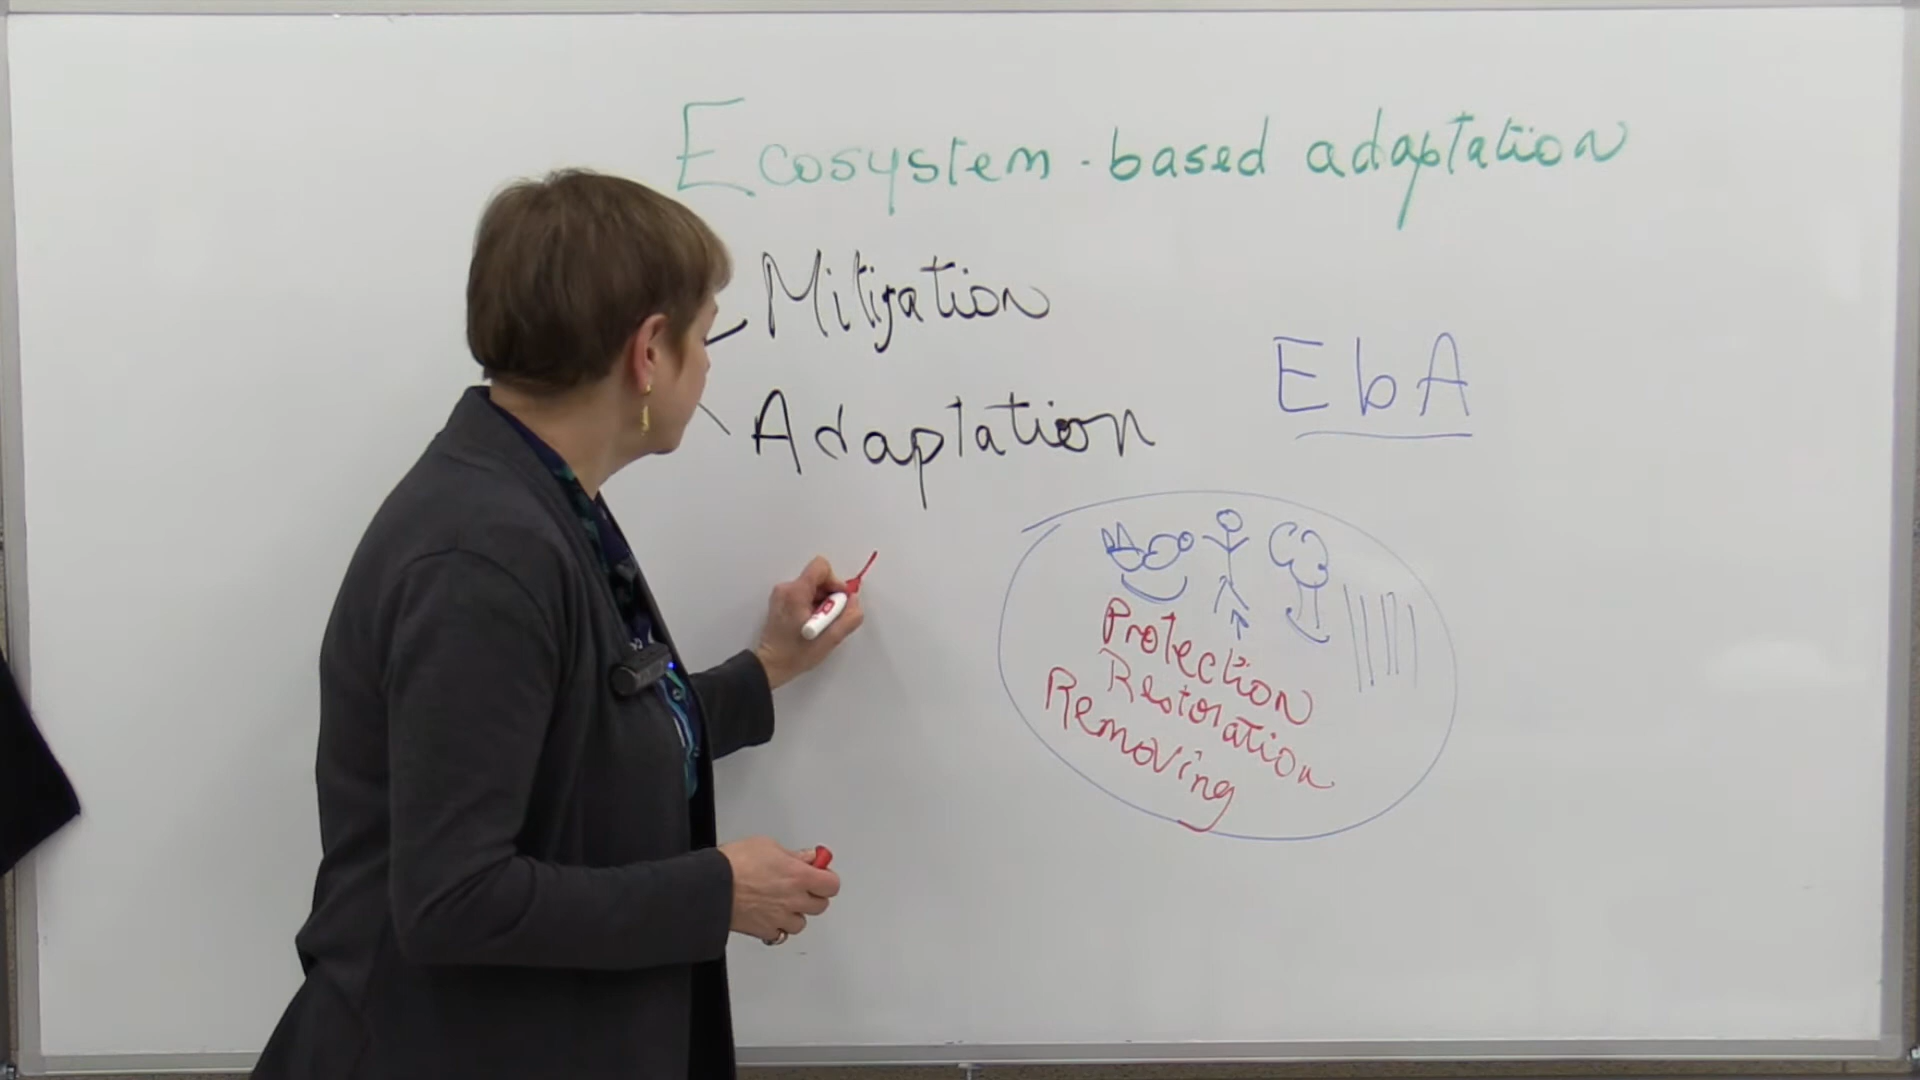 Ecosystem-based adaptation
Mitigation
EbA
Adaptation
Protection
Restoration
Removing